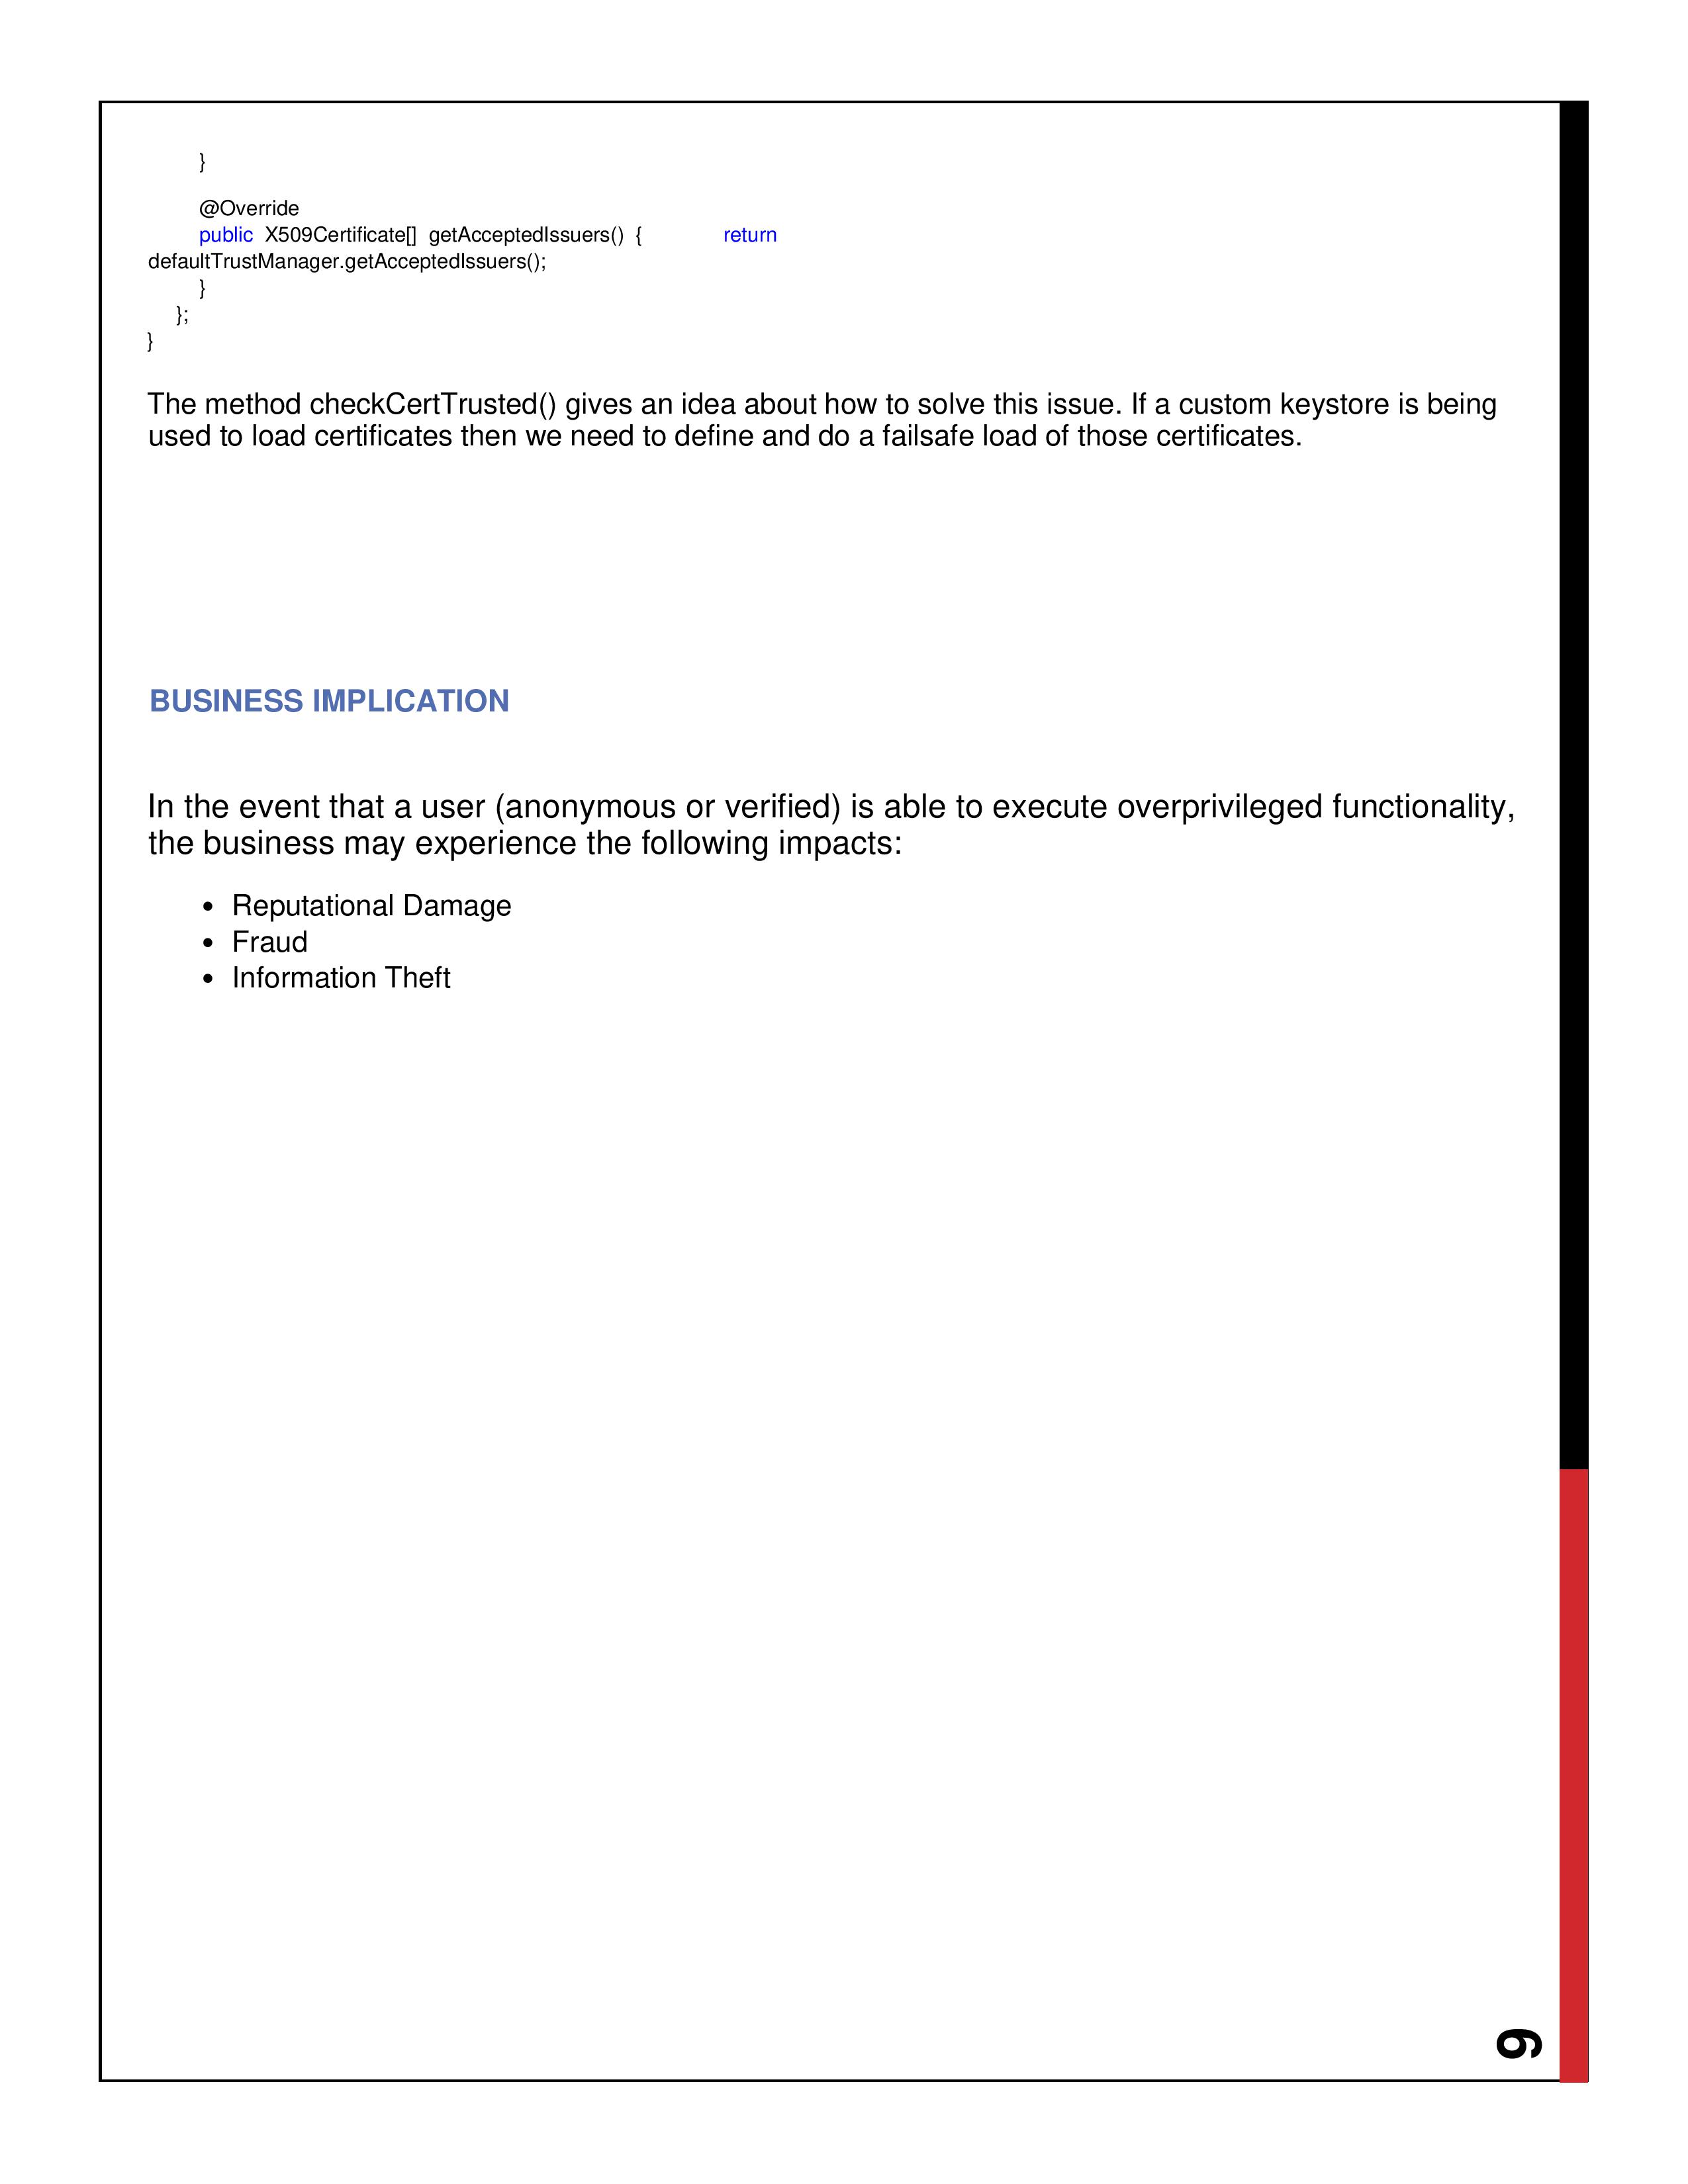 }
@Override
public X509Certificate[] getAcceptedIssuers() { return
defaultTrustManager.getAcceptedIssuers();
}
};
}
The method checkCertTrusted() gives an idea about how to solve this issue. If a custom keystore is being
used to load certificates then we need to define and do a failsafe load of those certificates.
BUSINESS IMPLICATION
In the event that a user (anonymous or verified) is able to execute overprivileged functionality,
the business may experience the following impacts:
• Reputational Damage
• Fraud
• Information Theft
9